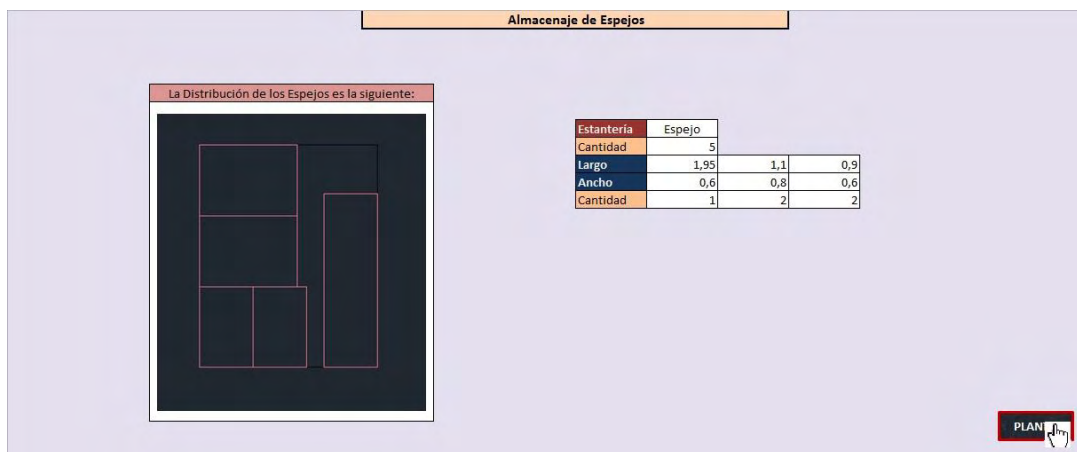 Almacenaje de Espejos
La Distribución de los Espejos es la siguiente:
Estantería Espejo
Cantidad 5
Largo 1,95 1,1 0,9
Ancho 0,6 0,8 0,6
Cantidad 1 2 2